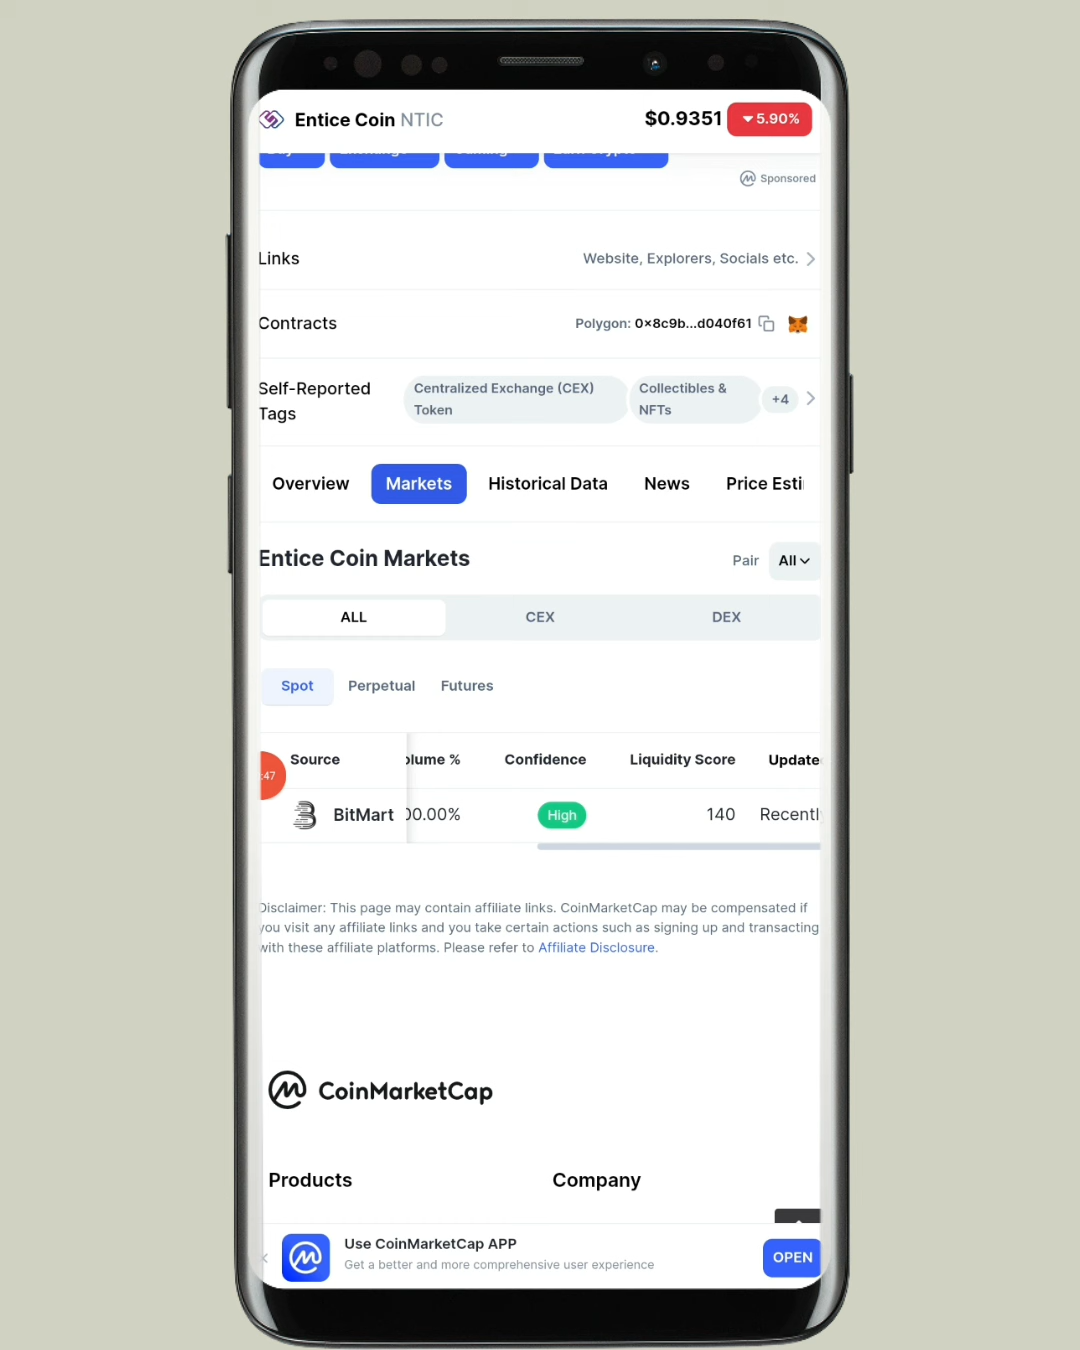 Entice Coin NTIC $0.9351 5.90%
Sponsored
Links Website, Explorers, Socials etc.
Contracts Polygon: 0x8c9b...d040f61
Self-Reported Tags Centralized Exchange (CEX) Token Collectibles & NFTs +4
Overview Markets Historical Data News Price Esti
Entice Coin Markets Pair All
ALL CEX DEX
Spot Perpetual Futures
Source olume % Confidence Liquidity Score Update
:47
BitMart 00.00% High 140 Recently
Disclaimer: This page may contain affiliate links. CoinMarketCap may be compensated if
you visit any affiliate links and you take certain actions such as signing up and transacting
with these affiliate platforms. Please refer to Affiliate Disclosure.
CoinMarketCap
Products Company
Use CoinMarketCap APP
Get a better and more comprehensive user experience
OPEN